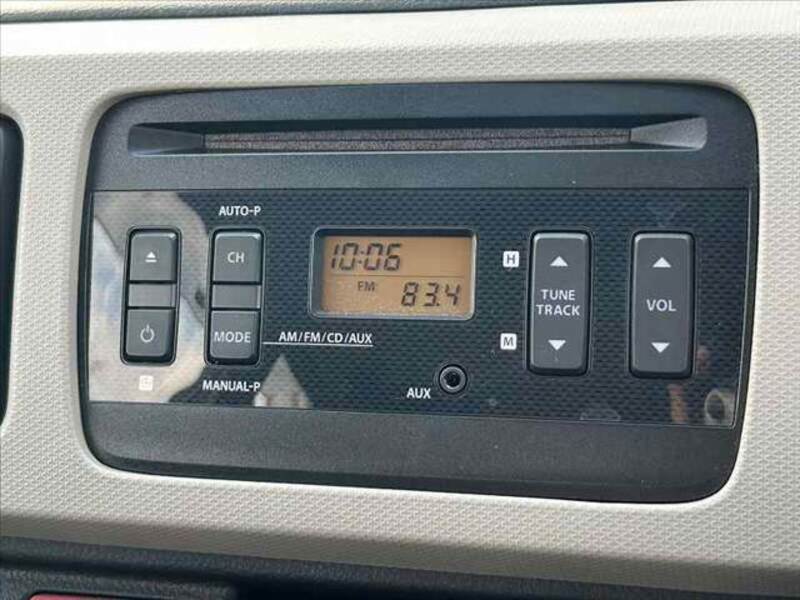 AUTO-P
CH
MODE
AM/FM/CD/AUX
MANUAL-P
10:06
FM
83.4
AUX
H
M
TUNE
TRACK
VOL